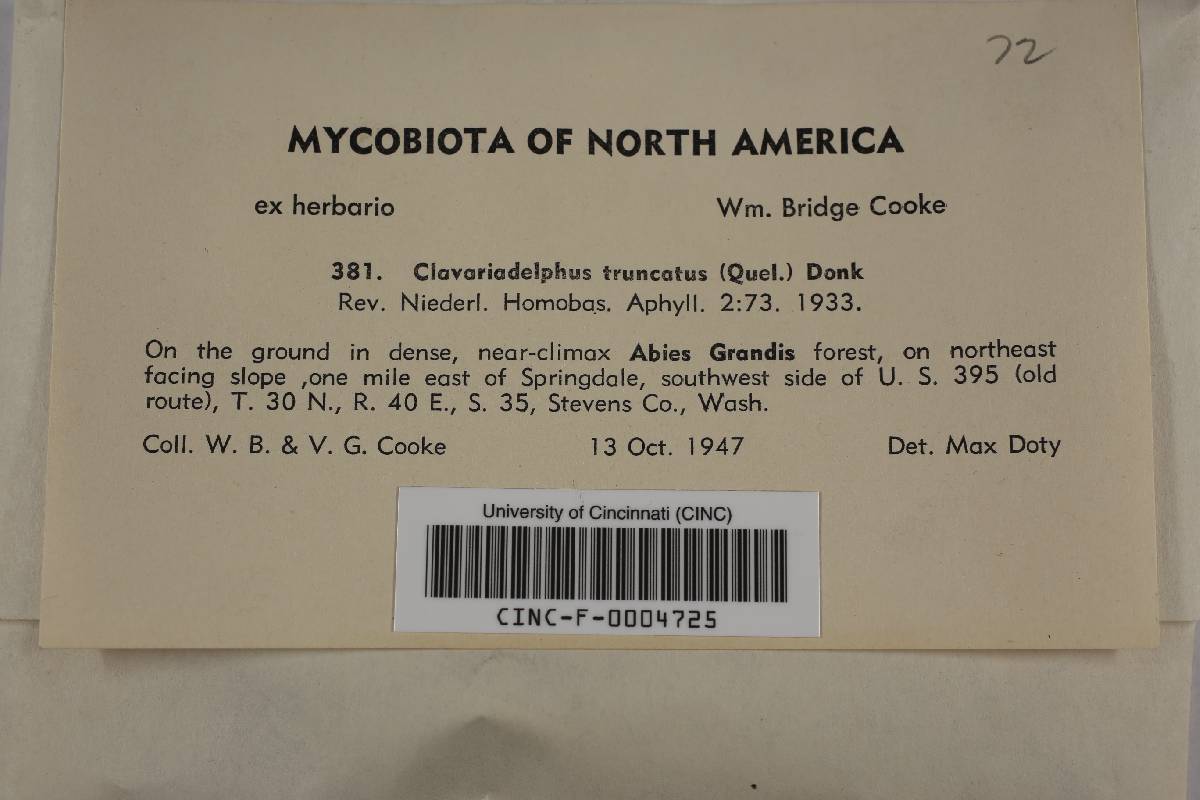 72
MYCOBIOTA OF NORTH AMERICA
ex herbario Wm. Bridge Cooke
381. Clavariadelphus truncatus (Quel.) Donk
Rev. Niederl. Homobas. Aphyll. 2:73. 1933.
On the ground in dense, near-climax Abies Grandis forest, on northeast
facing slope ,one mile east of Springdale, southwest side of U. S. 395 (old
route), T. 30 N., R. 40 E., S. 35, Stevens Co., Wash.
Coll. W. B. & V. G. Cooke 13 Oct. 1947 Det. Max Doty
University of Cincinnati (CINC)
CINC-F-0004725